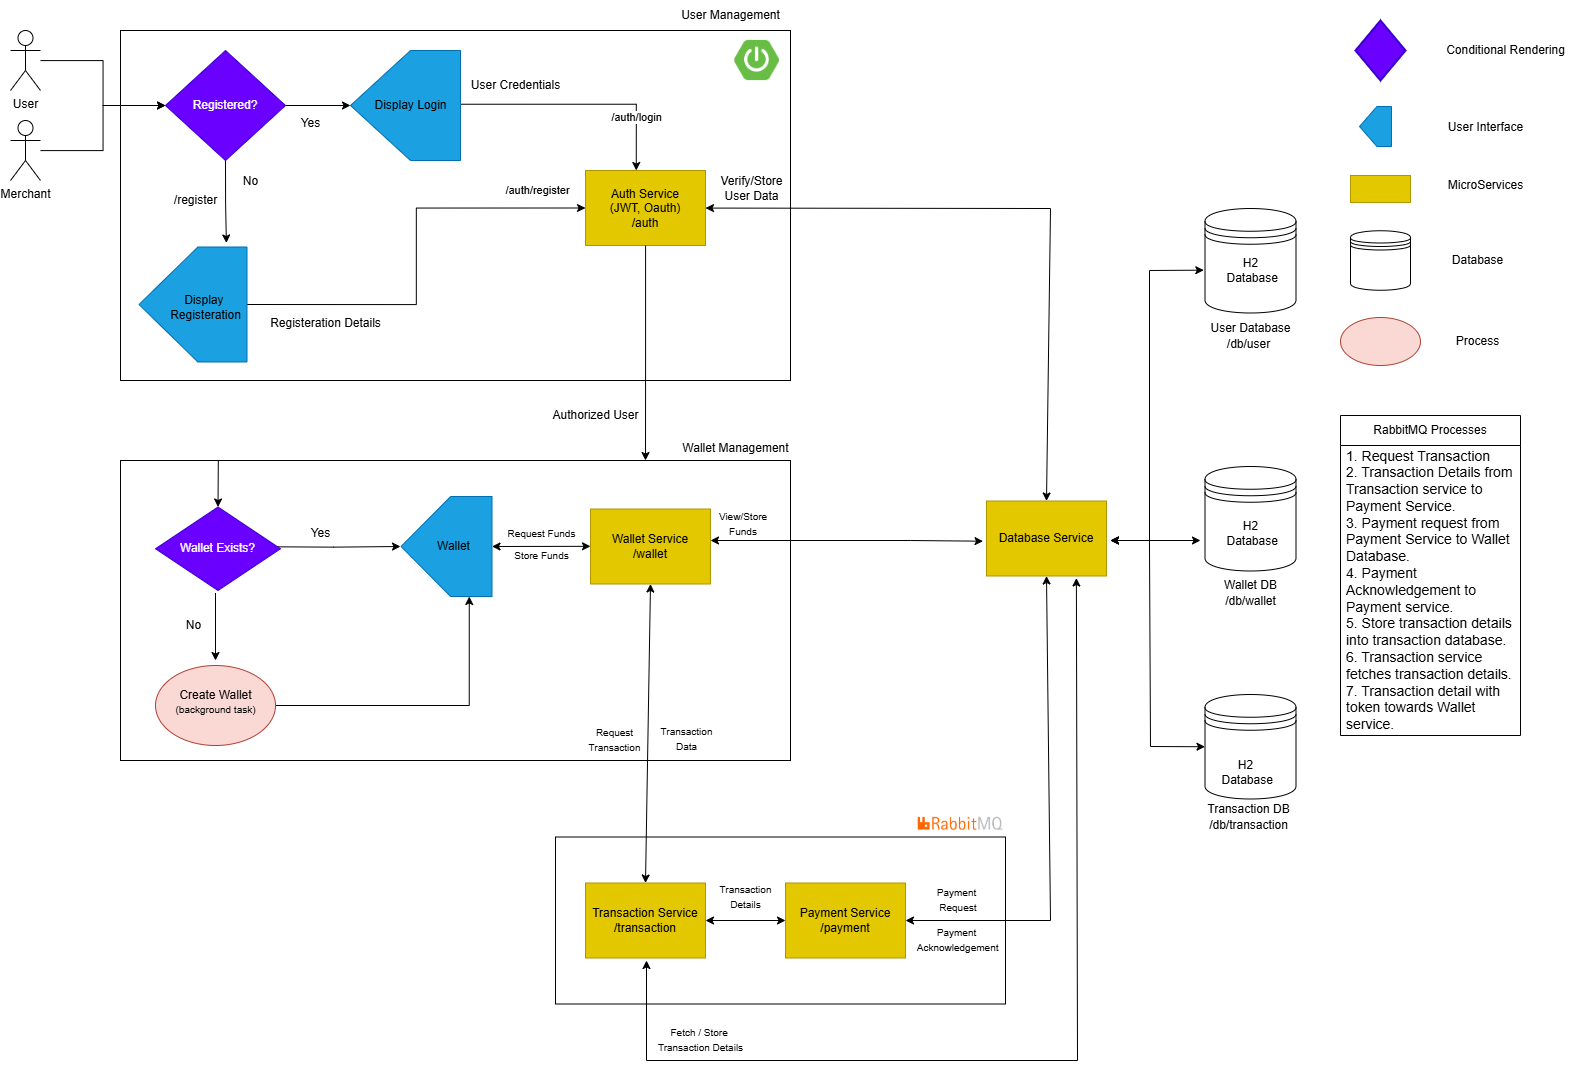 User Management
User
Merchant
Registered?
Yes
No
/register
Display Login
User Credentials
/auth/login
/auth/register
Auth Service
(JWT, Oauth)
/auth
Verify/Store
User Data
Display
Registeration
Registeration Details
Authorized User
Wallet Management
Wallet Exists?
Yes
No
Create Wallet
(background task)
Wallet
Request Funds
Store Funds
Wallet Service
/wallet
View/Store
Funds
Request
Transaction
Transaction
Data
Database Service
RabbitMQ
Transaction Service
/transaction
Transaction
Details
Payment Service
/payment
Payment
Request
Payment
Acknowledgement
Fetch / Store
Transaction Details
H2
Database
User Database
/db/user
H2
Database
Wallet DB
/db/wallet
H2
Database
Transaction DB
/db/transaction
Conditional Rendering
User Interface
MicroServices
Database
Process
RabbitMQ Processes
1. Request Transaction
2. Transaction Details from
Transaction service to
Payment Service.
3. Payment request from
Payment Service to Wallet
Database.
4. Payment
Acknowledgement to
Payment service.
5. Store transaction details
into transaction database.
6. Transaction service
fetches transaction details.
7. Transaction detail with
token towards Wallet
service.